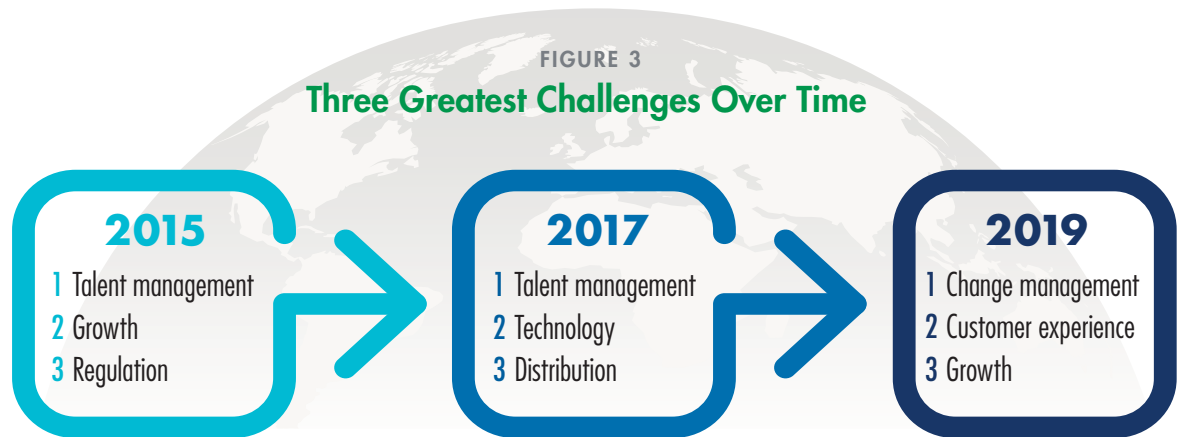 FIGURE 3
Three Greatest Challenges Over Time
2015
1 Talent management
2 Growth
3 Regulation
2017
1 Talent management
2 Technology
3 Distribution
2019
1 Change management
2 Customer experience
3 Growth